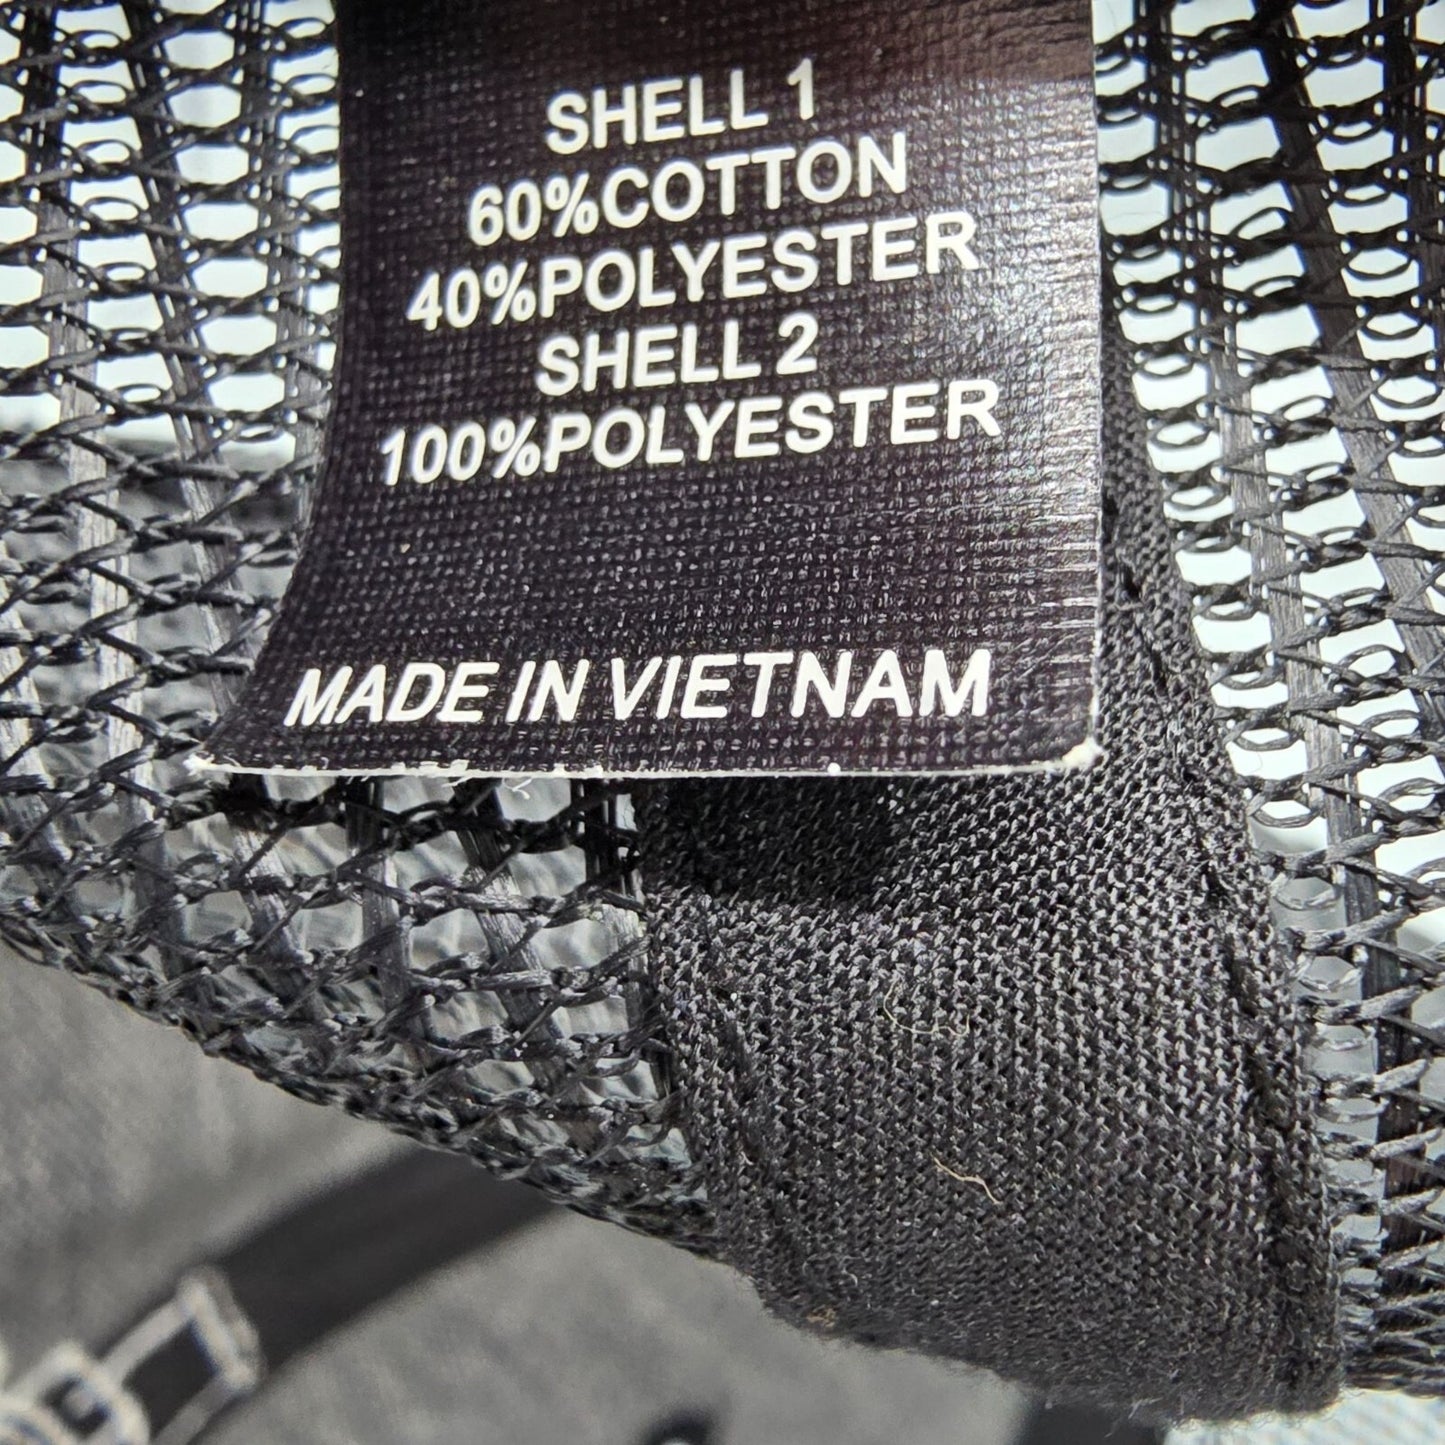 SHELL 1
60%COTTON
40%POLYESTER
SHELL 2
100%POLYESTER
MADE IN VIETNAM